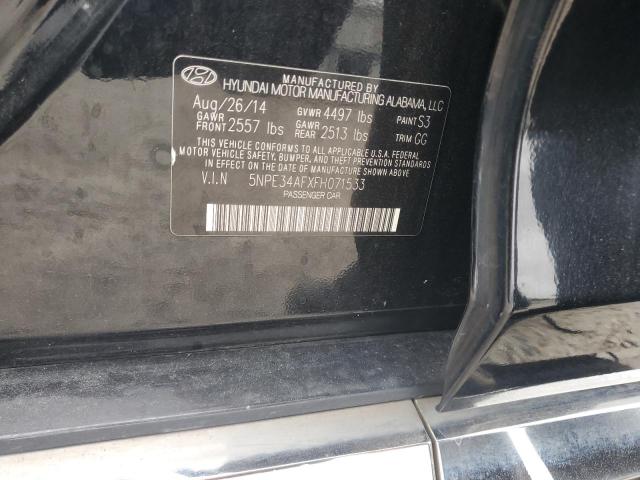 MANUFACTURED BY
HYUNDAI MOTOR MANUFACTURING ALABAMA, LLC
Aug/26/14 GVWR 4497 lbs PAINT S3
GAWR FRONT 2557 lbs GAWR REAR 2513 lbs TRIM GG
THIS VEHICLE CONFORMS TO ALL APPLICABLE U.S.A. FEDERAL
MOTOR VEHICLE SAFETY, BUMPER, AND THEFT PREVENTION STANDARDS
IN EFFECT ON THE DATE OF MANUFACTURE SHOWN ABOVE.
V.I.N 5NPE34AFXFH071533
PASSENGER CAR